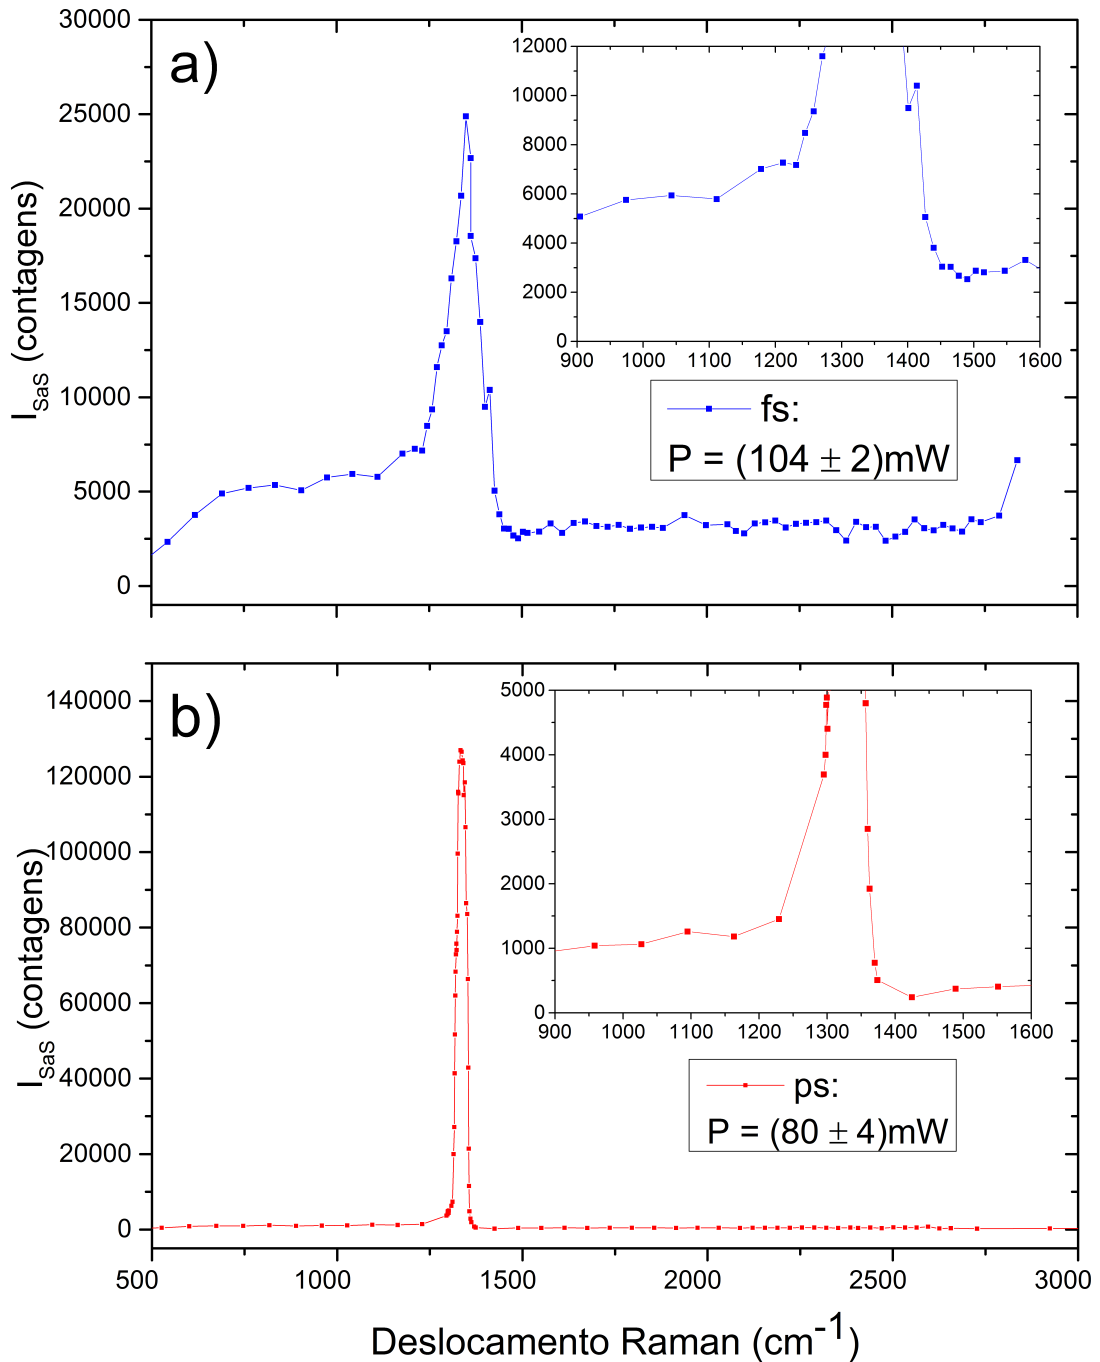 a)
30000
25000
20000
15000
10000
5000
0
I_SaS (contagens)
12000
10000
8000
6000
4000
2000
0
900 1000 1100 1200 1300 1400 1500 1600
fs:
P = (104 ± 2)mW
b)
140000
120000
100000
80000
60000
40000
20000
0
I_SaS (contagens)
5000
4000
3000
2000
1000
0
900 1000 1100 1200 1300 1400 1500 1600
ps:
P = (80 ± 4)mW
500 1000 1500 2000 2500 3000
Deslocamento Raman (cm⁻¹)